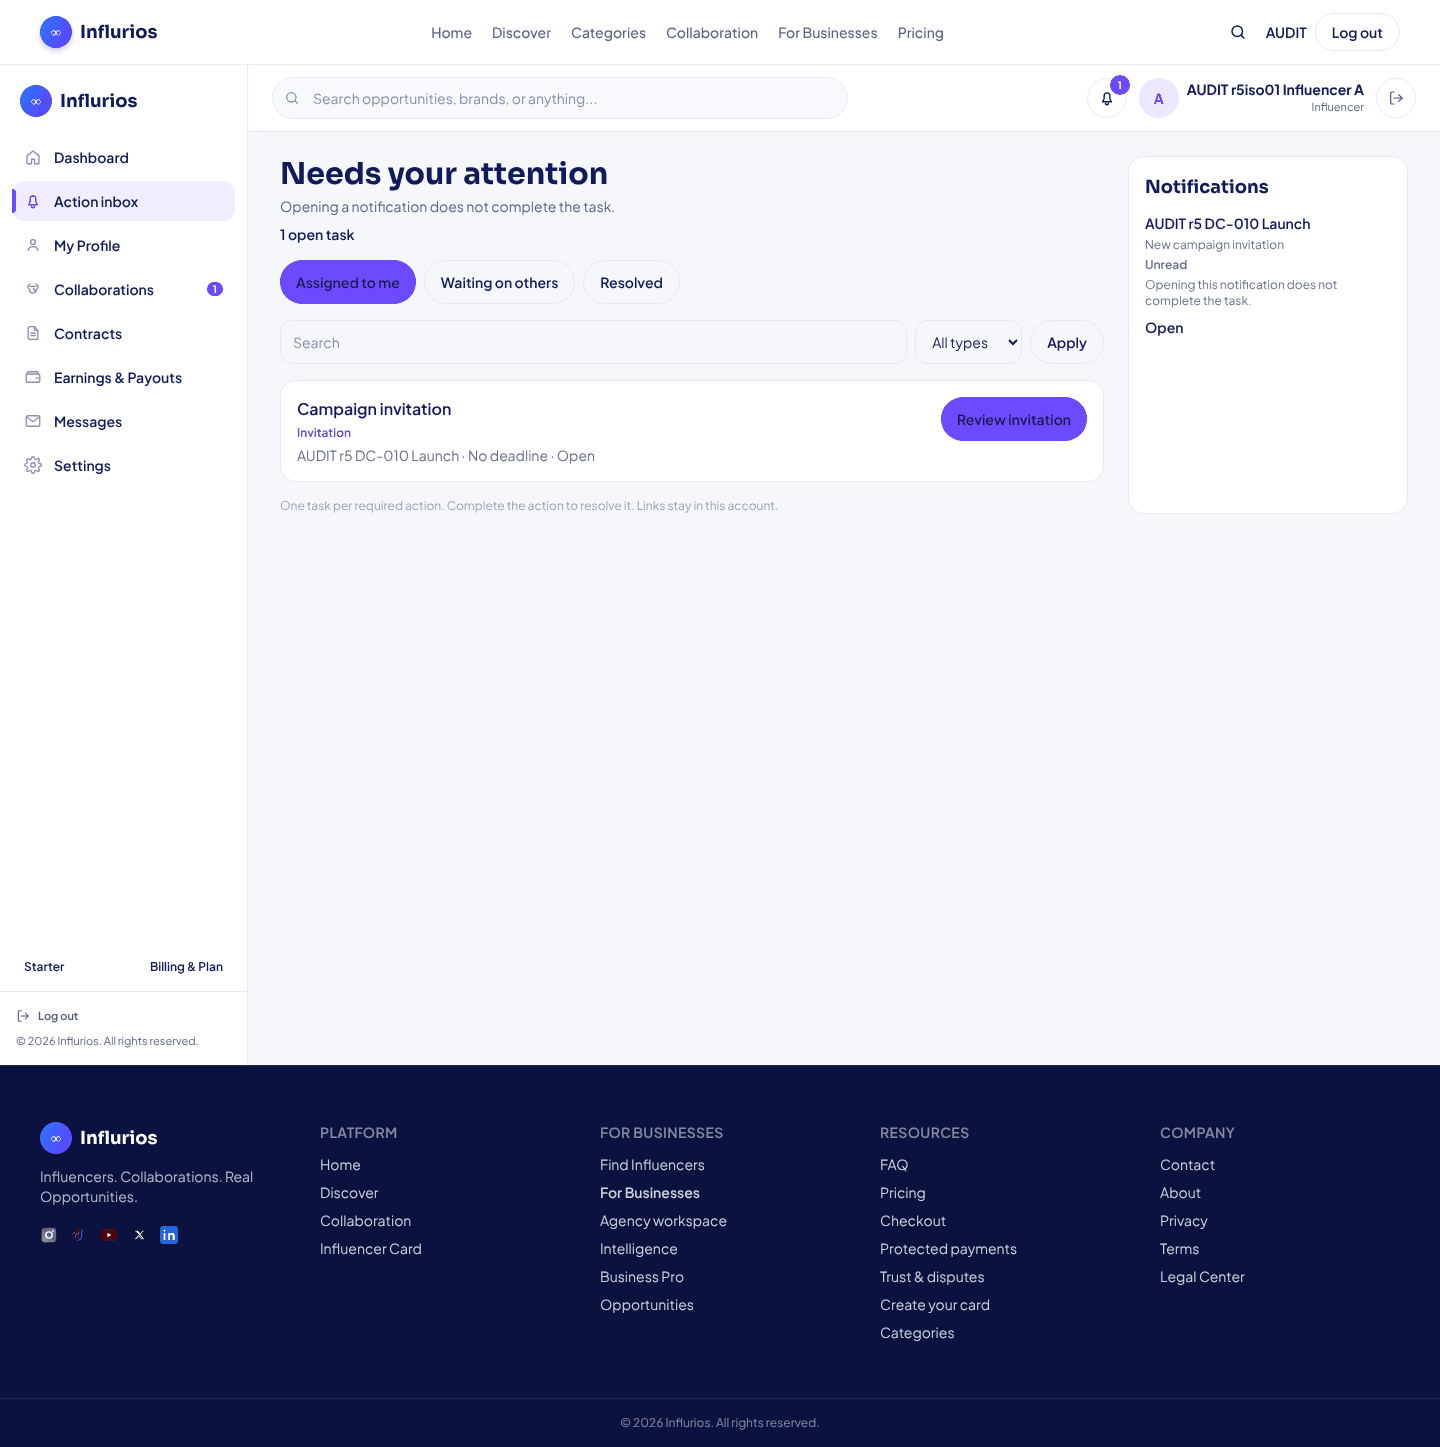 Influrios
Home
Discover
Categories
Collaboration
For Businesses
Pricing
AUDIT
Log out
Influrios
Dashboard
Action inbox
My Profile
Collaborations
1
Contracts
Earnings & Payouts
Messages
Settings
Starter
Billing & Plan
Log out
© 2026 Influrios. All rights reserved.
Search opportunities, brands, or anything...
1
A
AUDIT r5iso01 Influencer A
Influencer
Needs your attention
Opening a notification does not complete the task.
1 open task
Assigned to me
Waiting on others
Resolved
Search
All types
Apply
Campaign invitation
Invitation
AUDIT r5 DC-010 Launch · No deadline · Open
Review invitation
One task per required action. Complete the action to resolve it. Links stay in this account.
Notifications
AUDIT r5 DC-010 Launch
New campaign invitation
Unread
Opening this notification does not
complete the task.
Open
Influrios
Influencers. Collaborations. Real
Opportunities.
PLATFORM
Home
Discover
Collaboration
Influencer Card
FOR BUSINESSES
Find Influencers
For Businesses
Agency workspace
Intelligence
Business Pro
Opportunities
RESOURCES
FAQ
Pricing
Checkout
Protected payments
Trust & disputes
Create your card
Categories
COMPANY
Contact
About
Privacy
Terms
Legal Center
© 2026 Influrios. All rights reserved.